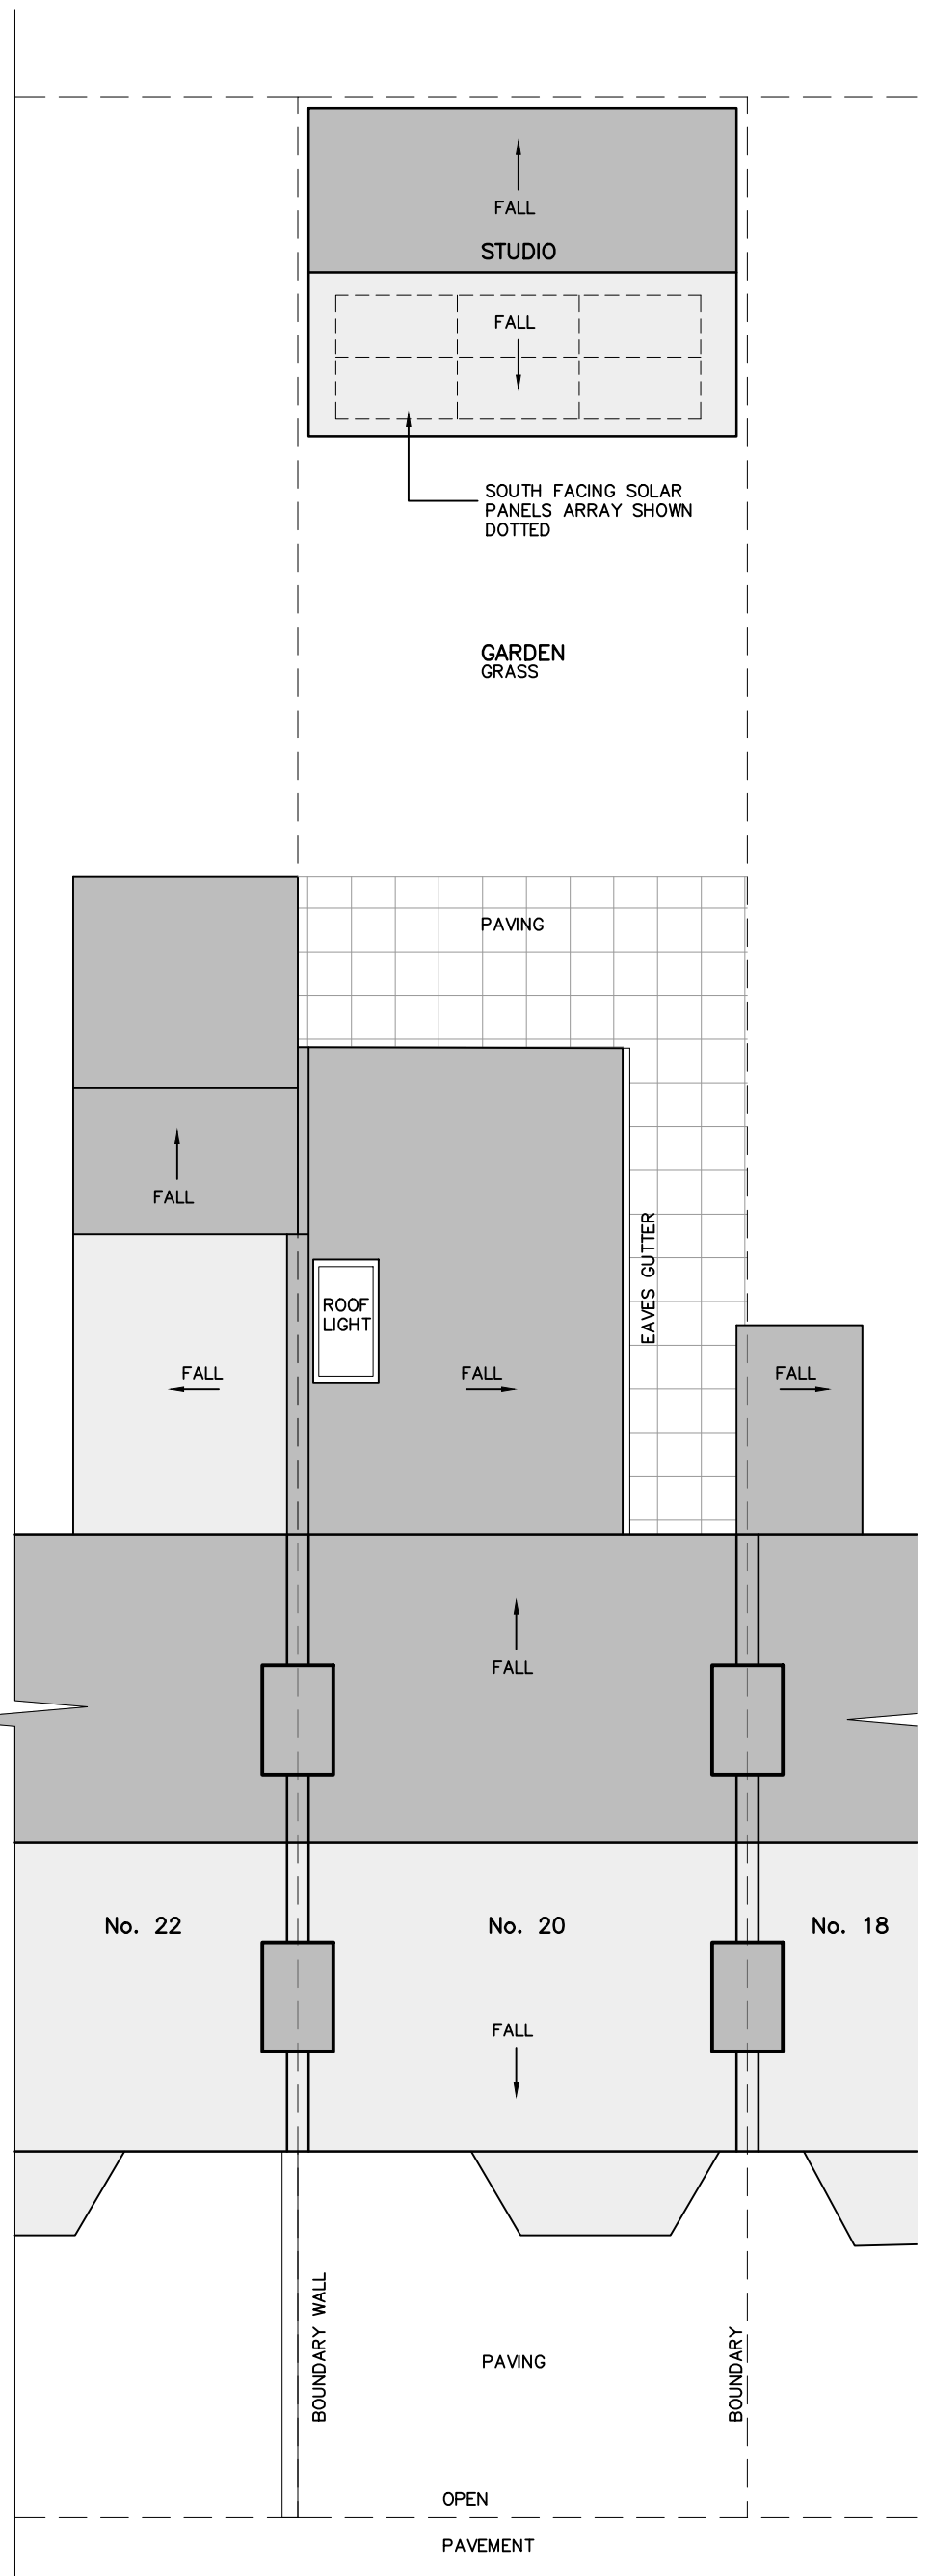 FALL
STUDIO
FALL
SOUTH FACING SOLAR
PANELS ARRAY SHOWN
DOTTED
GARDEN
GRASS
PAVING
FALL
EAVES GUTTER
ROOF
LIGHT
FALL
FALL
FALL
FALL
No. 22
No. 20
No. 18
FALL
BOUNDARY WALL
BOUNDARY
PAVING
OPEN
PAVEMENT